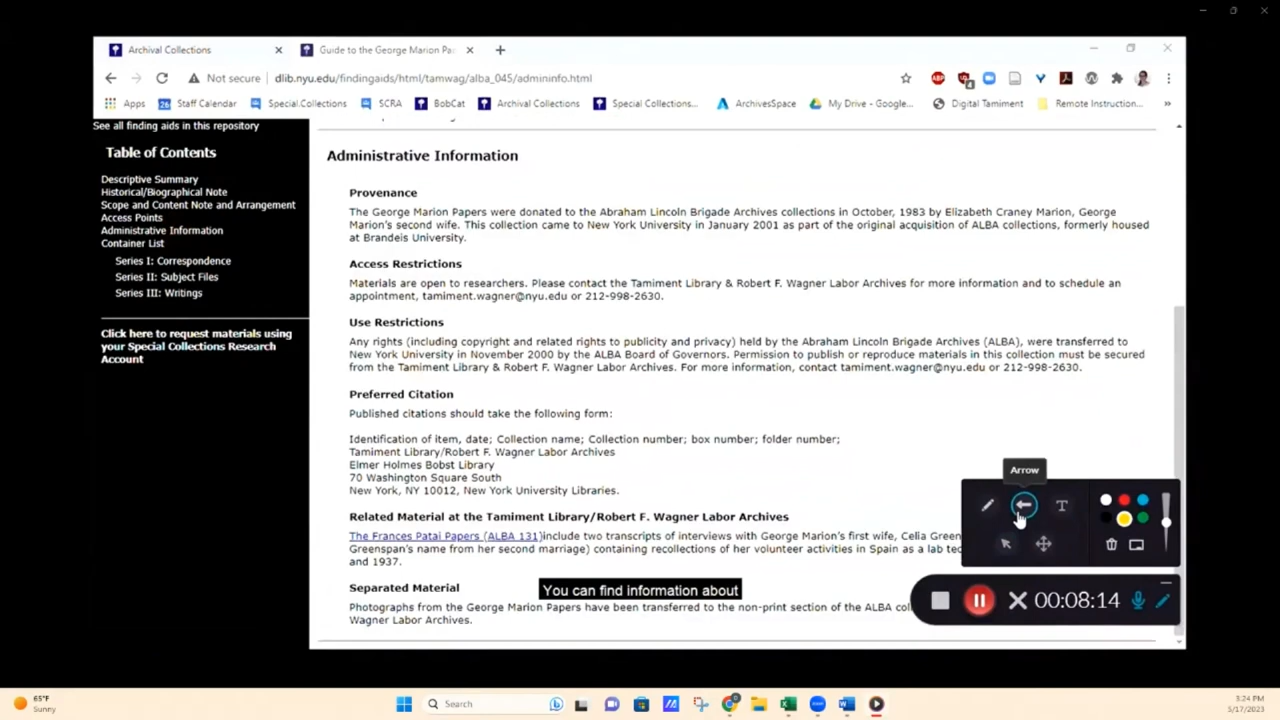 Archival Collections
Guide to the George Marion Pa
Not secure
dlib.nyu.edu/findingaids/html/tamwag/alba_045/admininfo.html
ABP
4
Apps
26
Staff Calendar
Special.Collections
SCRA
BobCat
Archival Collections
Special Collections...
ArchivesSpace
My Drive - Google...
Digital Tamiment
Remote Instruction...
»
See all finding aids in this repository
Table of Contents
Descriptive Summary
Historical/Biographical Note
Scope and Content Note and Arrangement
Access Points
Administrative Information
Container List
Series I: Correspondence
Series II: Subject Files
Series III: Writings
Click here to request materials using
your Special Collections Research
Account
Administrative Information
Provenance
The George Marion Papers were donated to the Abraham Lincoln Brigade Archives collections in October, 1983 by Elizabeth Craney Marion, George
Marion's second wife. This collection came to New York University in January 2001 as part of the original acquisition of ALBA collections, formerly housed
at Brandeis University.
Access Restrictions
Materials are open to researchers. Please contact the Tamiment Library & Robert F. Wagner Labor Archives for more information and to schedule an
appointment, tamiment.wagner@nyu.edu or 212-998-2630.
Use Restrictions
Any rights (including copyright and related rights to publicity and privacy) held by the Abraham Lincoln Brigade Archives (ALBA), were transferred to
New York University in November 2000 by the ALBA Board of Governors. Permission to publish or reproduce materials in this collection must be secured
from the Tamiment Library & Robert F. Wagner Labor Archives. For more information, contact tamiment.wagner@nyu.edu or 212-998-2630.
Preferred Citation
Published citations should take the following form:
Identification of item, date; Collection name; Collection number; box number; folder number;
Tamiment Library/Robert F. Wagner Labor Archives
Elmer Holmes Bobst Library
70 Washington Square South
New York, NY 10012, New York University Libraries.
Related Material at the Tamiment Library/Robert F. Wagner Labor Archives
The Frances Patai Papers (ALBA 131)include two transcripts of interviews with George Marion's first wife, Celia Green
Greenspan's name from her second marriage) containing recollections of her volunteer activities in Spain as a lab tec
and 1937.
Separated Material
Photographs from the George Marion Papers have been transferred to the non-print section of the ALBA col
Wagner Labor Archives.
You can find information about
Arrow
T
00:08:14
65°F
Sunny
Search
3:24 PM
5/17/2023